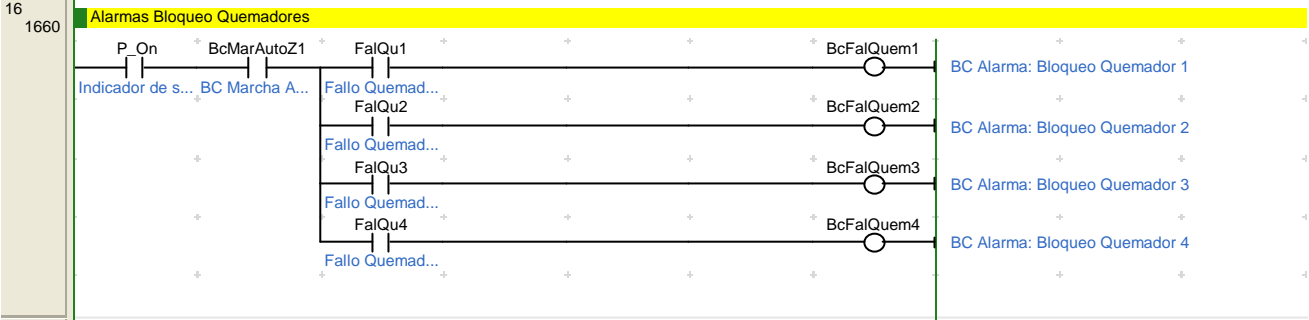 16
1660
Alarmas Bloqueo Quemadores
P_On BcMarAutoZ1 FalQu1 BcFalQuem1
BC Alarma: Bloqueo Quemador 1
Indicador de s... BC Marcha A... Fallo Quemad...
FalQu2 BcFalQuem2
BC Alarma: Bloqueo Quemador 2
Fallo Quemad...
FalQu3 BcFalQuem3
BC Alarma: Bloqueo Quemador 3
Fallo Quemad...
FalQu4 BcFalQuem4
BC Alarma: Bloqueo Quemador 4
Fallo Quemad...